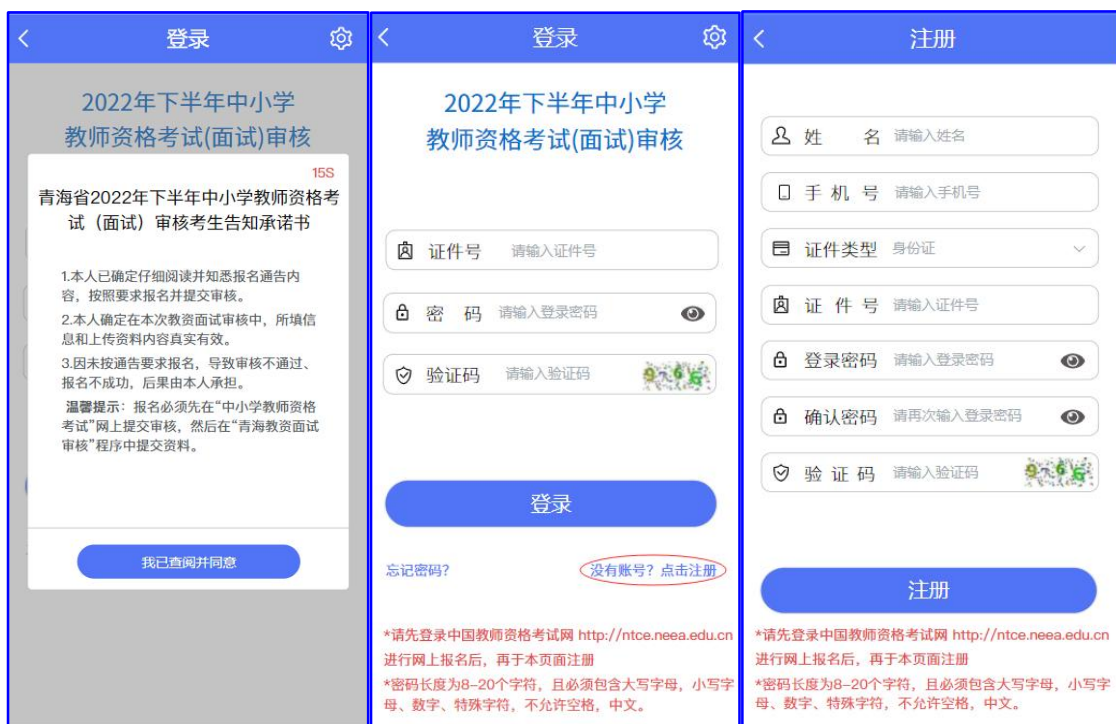 登录
2022年下半年中小学
教师资格考试(面试)审核
15S
青海省2022年下半年中小学教师资格考
试（面试）审核考生告知承诺书
1.本人已确定仔细阅读并知悉报名通告内
容，按照要求报名并提交审核。
2.本人确定在本次教资面试审核中，所填信
息和上传资料内容真实有效。
3.因未按通告要求报名，导致审核不通过、
报名不成功，后果由本人承担。
温馨提示：报名必须先在“中小学教师资格
考试”网上提交审核，然后在“青海教资面试
审核”程序中提交资料。
我已查阅并同意
登录
2022年下半年中小学
教师资格考试(面试)审核
证件号 请输入证件号
密 码 请输入登录密码
验证码 请输入验证码 9766
登录
忘记密码？ 没有账号？点击注册
*请先登录中国教师资格考试网 http://ntce.neea.edu.cn
进行网上报名后，再于本页面注册
*密码长度为8-20个字符，且必须包含大写字母，小写字
母、数字、特殊字符，不允许空格，中文。
注册
姓 名 请输入姓名
手 机 号 请输入手机号
证件类型 身份证
证 件 号 请输入证件号
登录密码 请输入登录密码
确认密码 请再次输入登录密码
验 证 码 请输入验证码 9766
注册
*请先登录中国教师资格考试网 http://ntce.neea.edu.cn
进行网上报名后，再于本页面注册
*密码长度为8-20个字符，且必须包含大写字母，小写字
母、数字、特殊字符，不允许空格，中文。